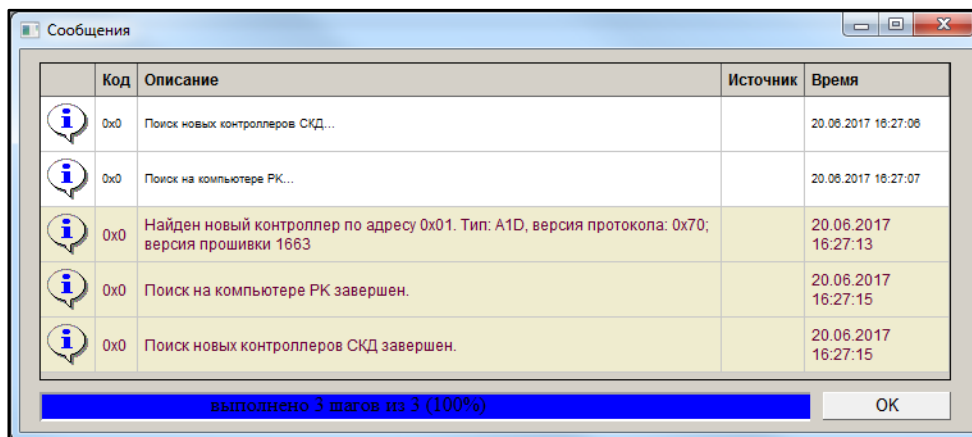 Сообщения
Код Описание Источник Время
0x0 Поиск новых контроллеров СКД... 20.06.2017 16:27:06
0x0 Поиск на компьютере PK... 20.06.2017 16:27:07
0x0 Найден новый контроллер по адресу 0x01. Тип: A1D, версия протокола: 0x70; 20.06.2017
версия прошивки 1663 16:27:13
0x0 Поиск на компьютере PK завершен. 20.06.2017
16:27:15
0x0 Поиск новых контроллеров СКД завершен. 20.06.2017
16:27:15
выполнено 3 шагов из 3 (100%) OK